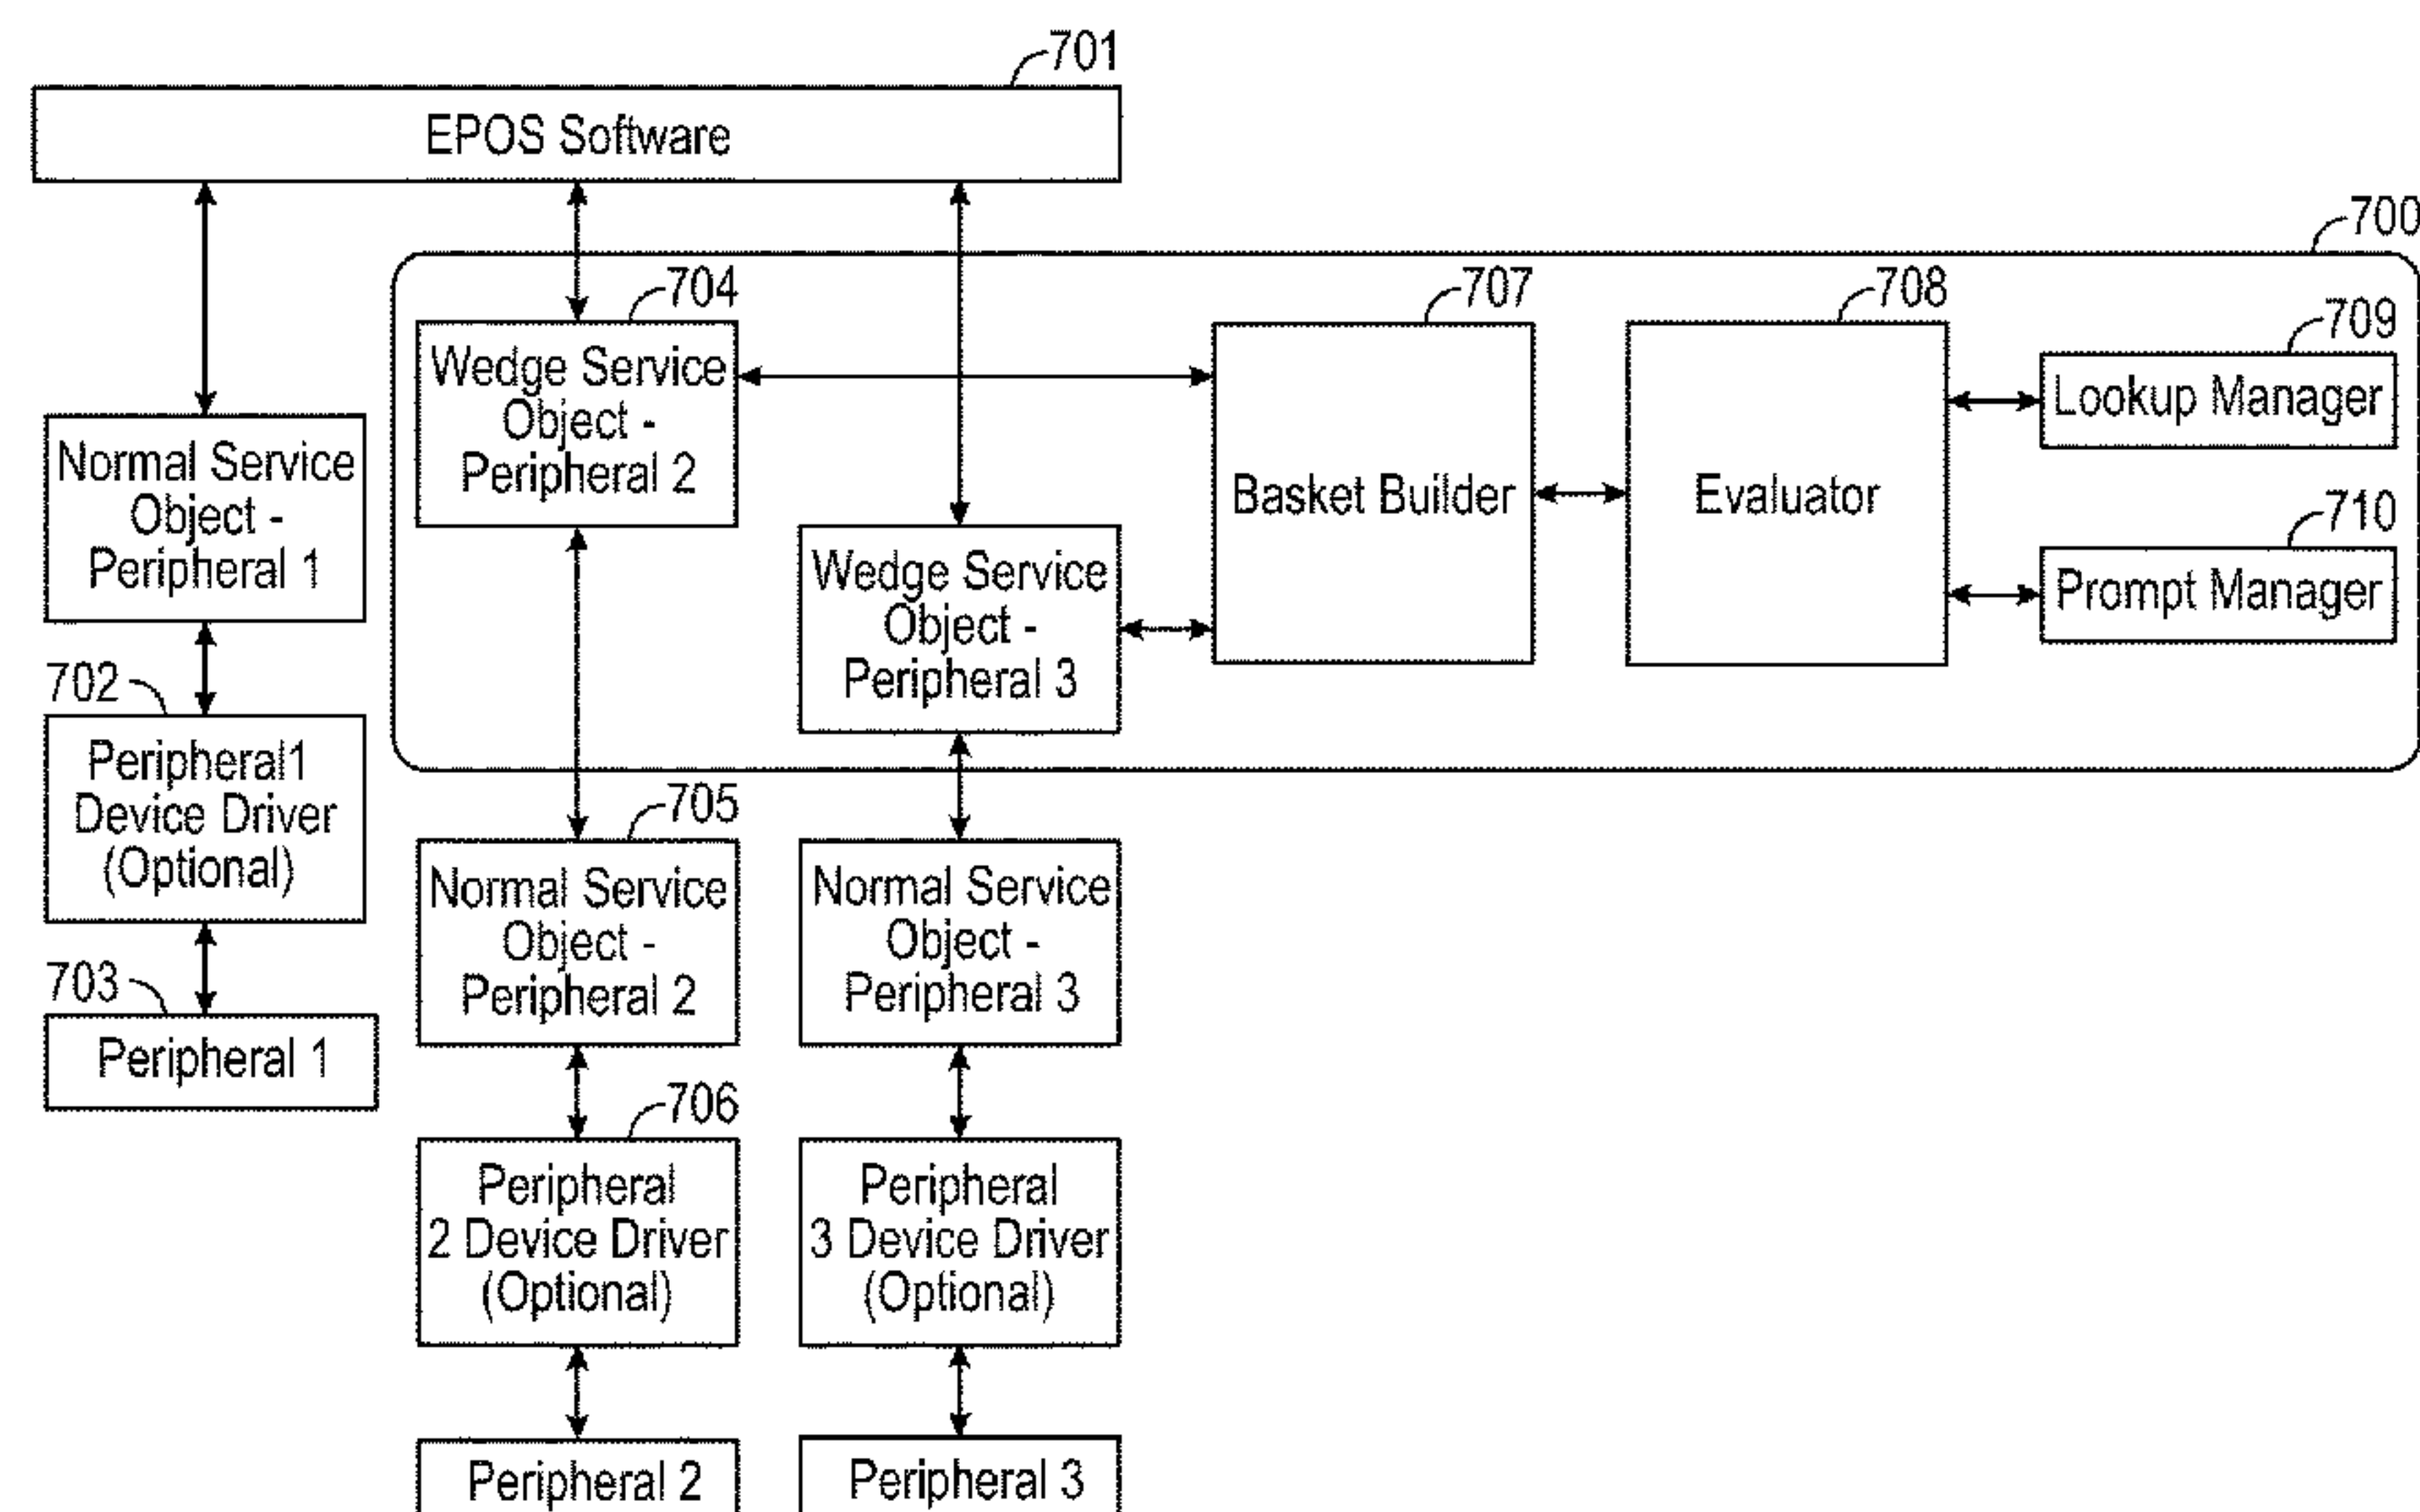 701
EPOS Software
700
704
Wedge Service
Object -
Peripheral 2
707
Basket Builder
708
Evaluator
709
Lookup Manager
710
Prompt Manager
Normal Service
Object -
Peripheral 1
Wedge Service
Object -
Peripheral 3
702
Peripheral1
Device Driver
(Optional)
703
Peripheral 1
705
Normal Service
Object -
Peripheral 2
Normal Service
Object -
Peripheral 3
706
Peripheral
2 Device Driver
(Optional)
Peripheral
3 Device Driver
(Optional)
Peripheral 2
Peripheral 3